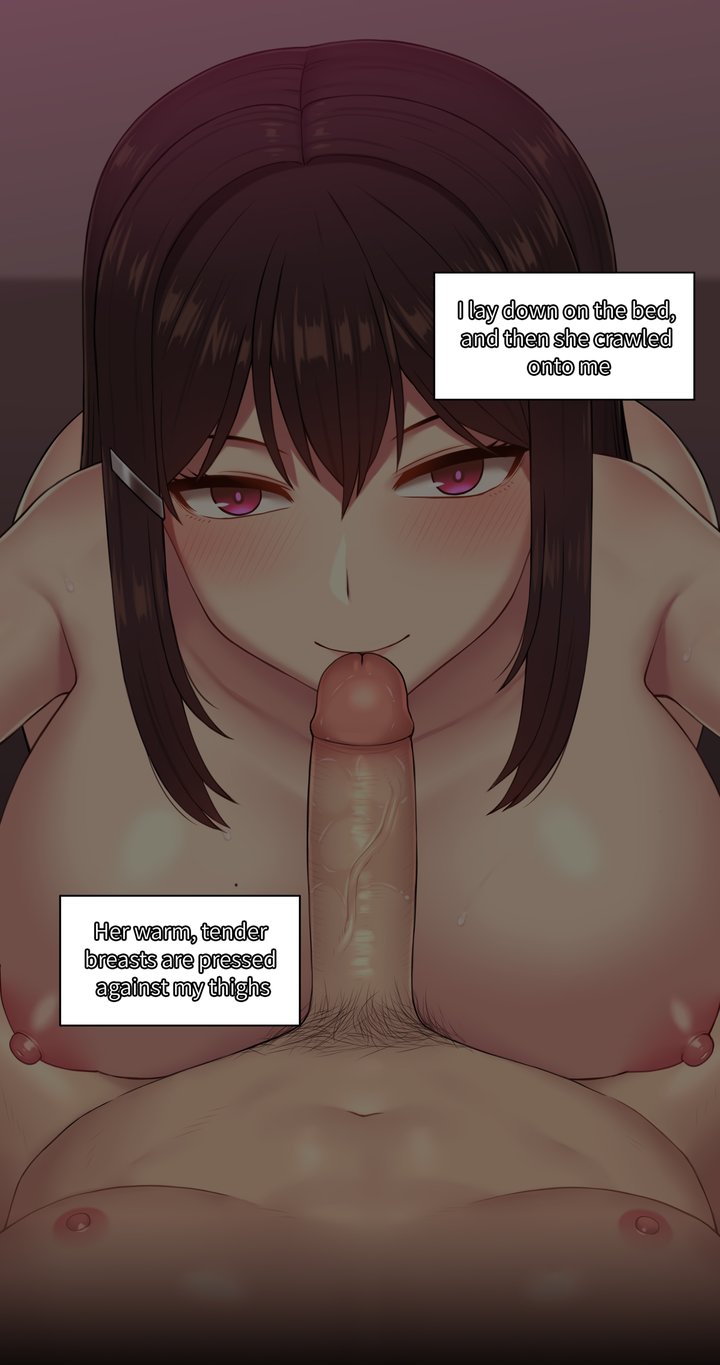 I lay down on the bed,
and then she crawled
onto me
Her warm, tender
breasts are pressed
against my thighs